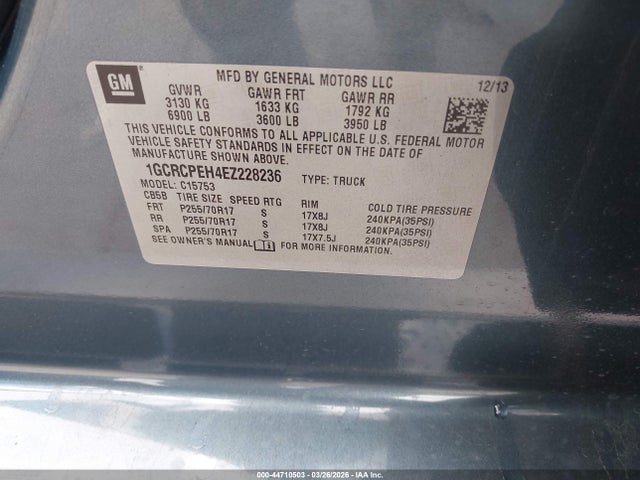 GM
MFD BY GENERAL MOTORS LLC
12/13
GVWR GAWR FRT GAWR RR
3130 KG 1633 KG 1792 KG
6900 LB 3600 LB 3950 LB
THIS VEHICLE CONFORMS TO ALL APPLICABLE U.S. FEDERAL MOTOR
VEHICLE SAFETY STANDARDS IN EFFECT ON THE DATE OF
MANUFACTURE SHOWN ABOVE.
1GCRCPEH4EZ228236 TYPE: TRUCK
MODEL: C15753
CB5B TIRE SIZE SPEED RTG RIM COLD TIRE PRESSURE
FRT P255/70R17 S 17X8J 240KPA(35PSI)
RR P255/70R17 S 17X8J 240KPA(35PSI)
SPA P255/70R17 S 17X7.5J 240KPA(35PSI)
SEE OWNER'S MANUAL FOR MORE INFORMATION.
000-44710503 - 03/26/2026 - IAAI.COM